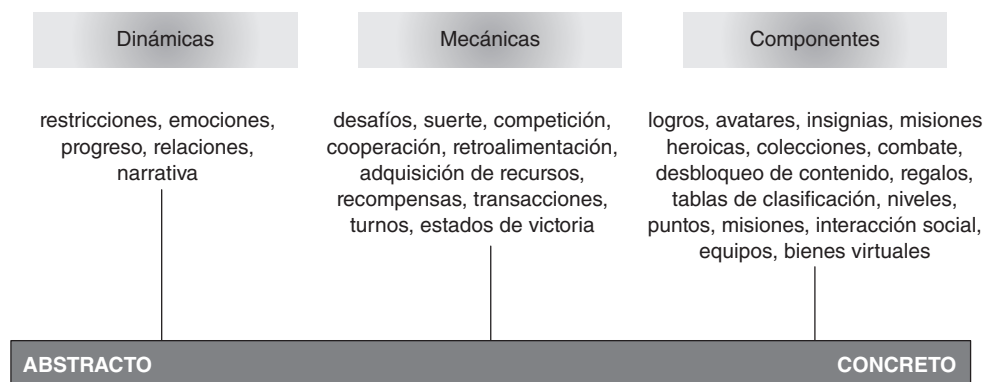 Dinámicas
restricciones, emociones,
progreso, relaciones,
narrativa
Mecánicas
desafíos, suerte, competición,
cooperación, retroalimentación,
adquisición de recursos,
recompensas, transacciones,
turnos, estados de victoria
Componentes
logros, avatares, insignias, misiones
heroicas, colecciones, combate,
desbloqueo de contenido, regalos,
tablas de clasificación, niveles,
puntos, misiones, interacción social,
equipos, bienes virtuales
ABSTRACTO
CONCRETO